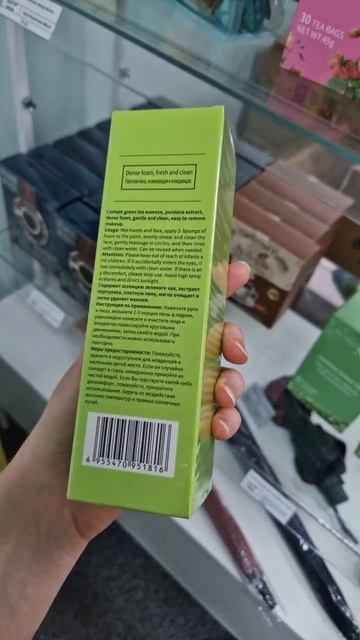 30 TEA BAGS
NET WT:45g
Dense foam, fresh and clean
Плотная пена, освежающая и очищающая
Contain green tea essence, purslane extract,
dense foam, gentle and clean, easy to remove
makeup
Usage: Wet hands and face, apply 2-3pumps of
foam to the palm, evenly smear and clean the
face, gently massage in circles, and then rinse
with clean water. Can be reused when needed.
Attention: Please keep out of reach of infants a
nd children. If it accidentally enters the eyes, ri
nse immediately with clean water. If there is an
y discomfort, please stop use. Avoid high temp
eratures and direct sunlight.
Содержит эссенцию зеленого чая, экстракт
портулака, плотную пену, мягко очищает и
легко удаляет макияж.
Инструкция по применению: Намочите руки
и лицо, возьмите 2-3 порции пены в ладони,
равномерно нанесите и очистите лицо и
аккуратно помассируйте круговыми
движениями, затем смойте водой. При
необходимости можно использовать
повторно.
Меры предосторожности: Пожалуйста,
храните в недоступном для младенцев и
маленьких детей месте. Если он случайно
попадет в глаза, немедленно промойте их
чистой водой. Если Вы чувствуете какой-либо
дискомфорт, пожалуйста, прекратите
использование. Берегись от воздействия
высоких температур и прямых солнечных
лучей.
6 955470 951816